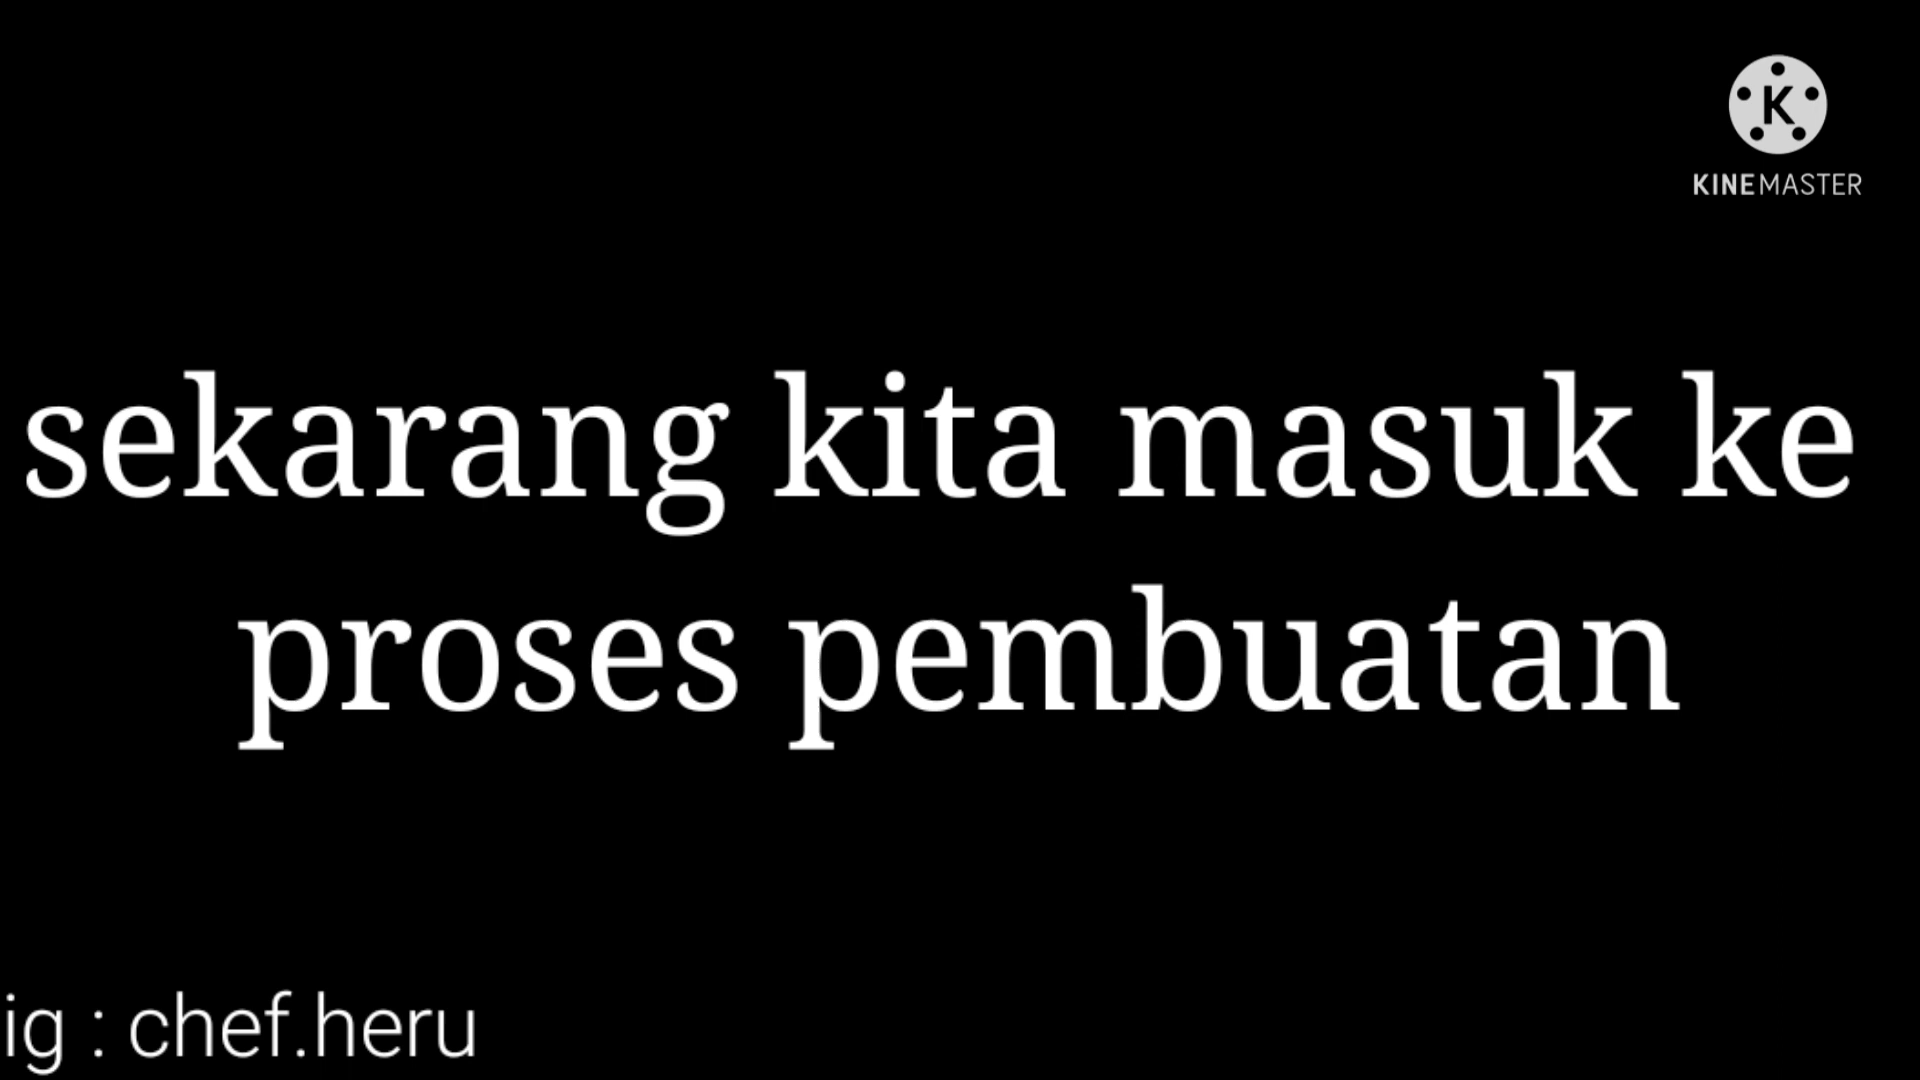 K
KINEMASTER
sekarang kita masuk ke
proses pembuatan
ig : chef.heru